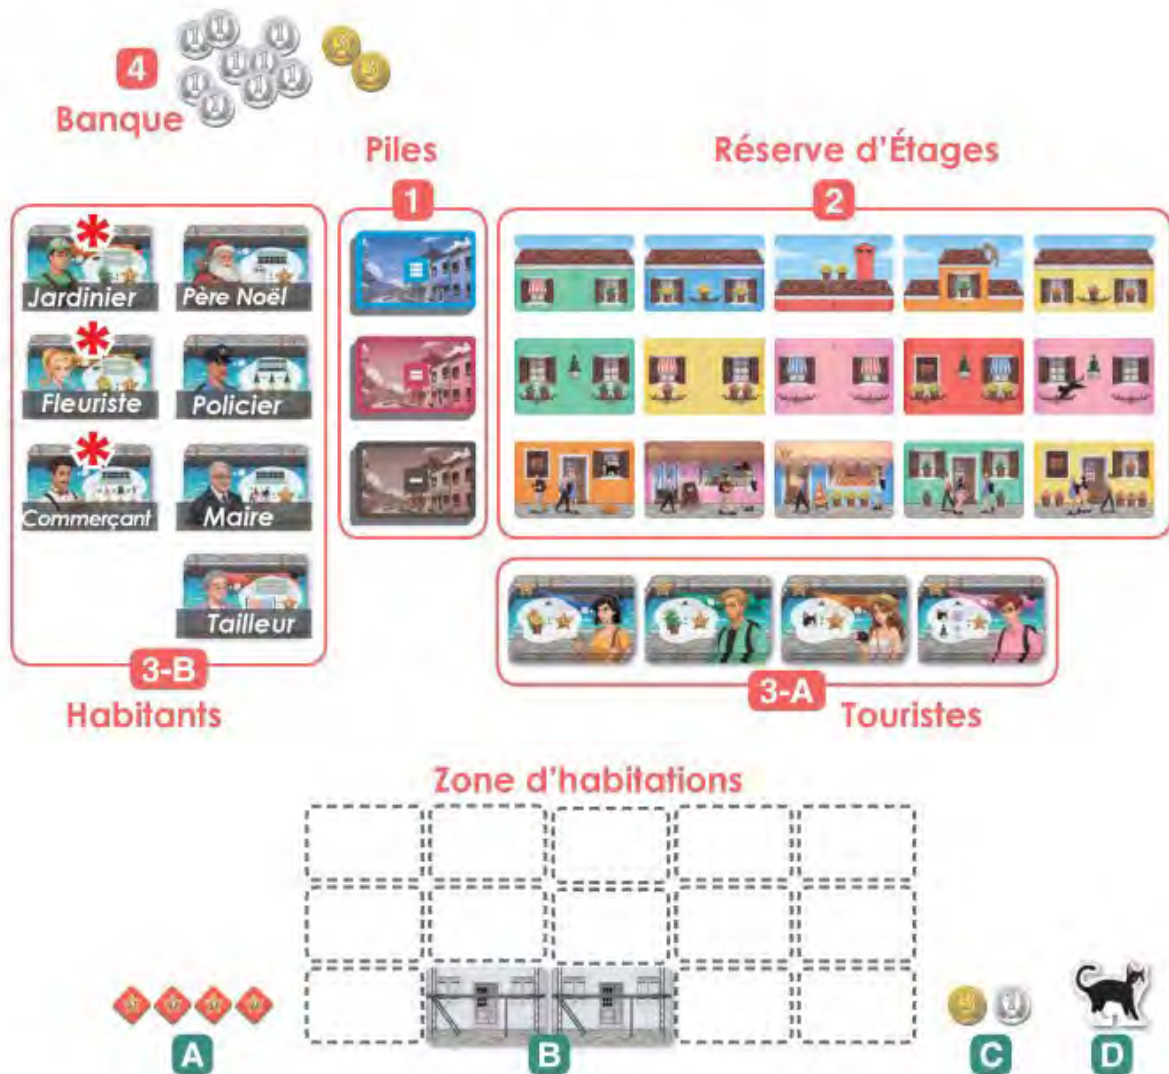 4
Banque
Piles
Réserve d'Étages
1
2
Jardinier
Père Noël
Fleuriste
Policier
Commerçant
Maire
Tailleur
3-B
Habitants
3-A
Touristes
Zone d'habitations
A
B
C
D